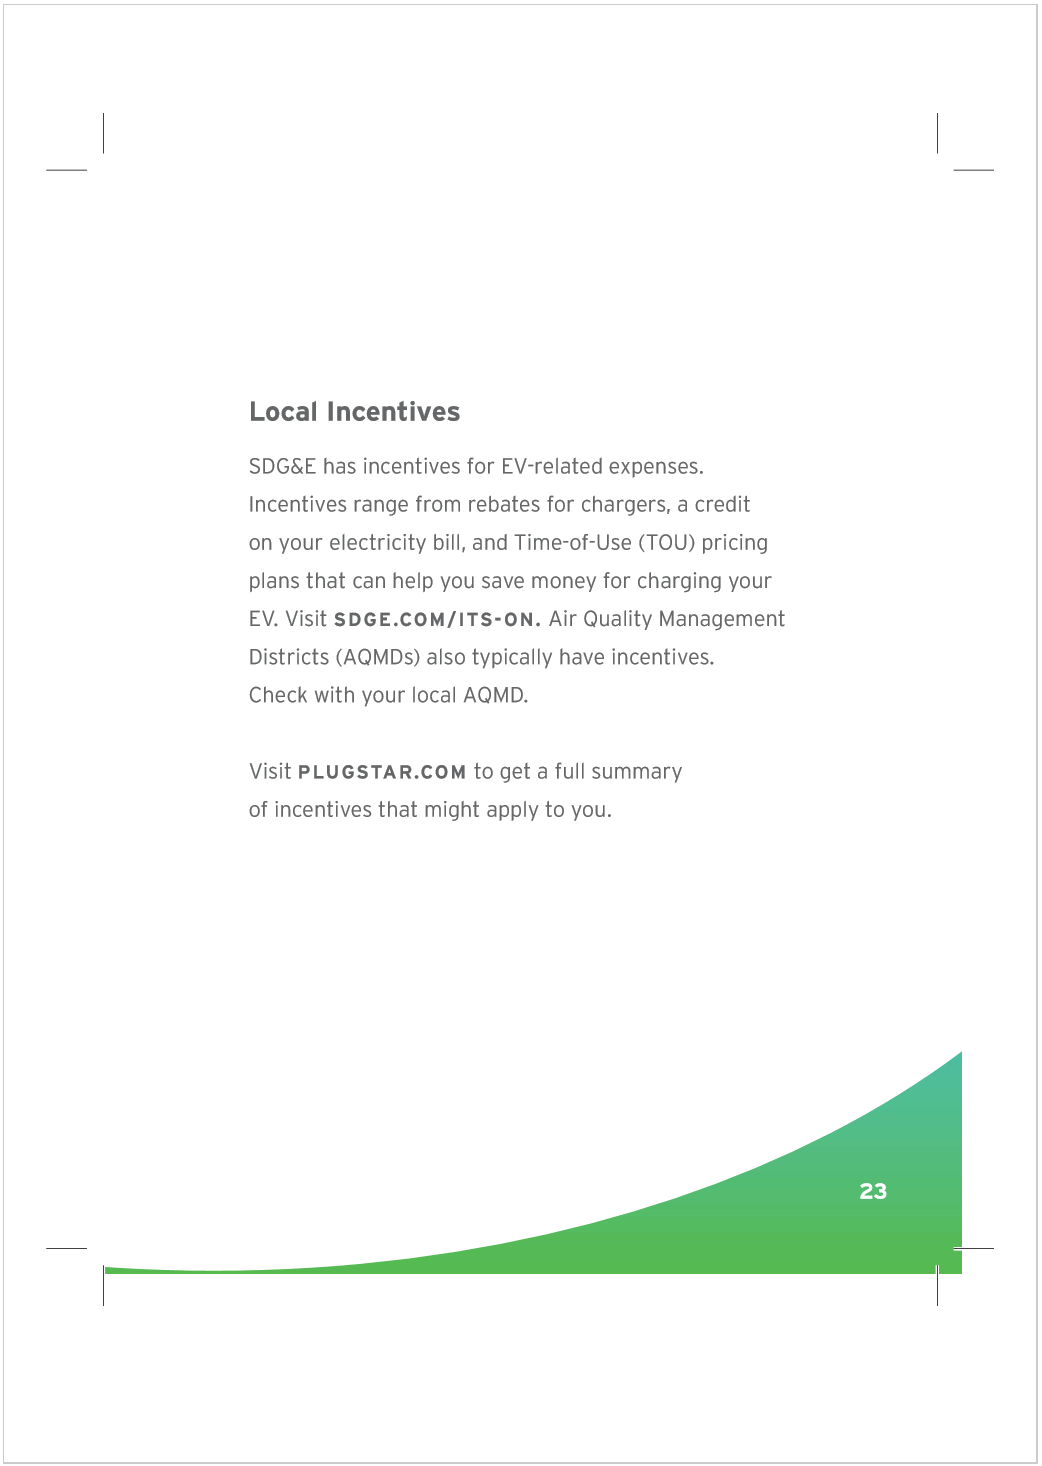 Local Incentives
SDG&E has incentives for EV-related expenses.
Incentives range from rebates for chargers, a credit
on your electricity bill, and Time-of-Use (TOU) pricing
plans that can help you save money for charging your
EV. Visit SDGE.COM/ITS-ON. Air Quality Management
Districts (AQMDs) also typically have incentives.
Check with your local AQMD.
Visit PLUGSTAR.COM to get a full summary
of incentives that might apply to you.
23